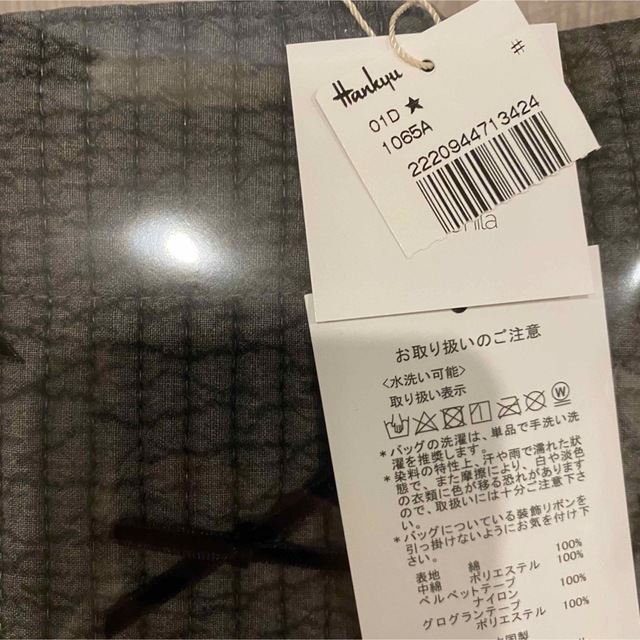 Hankyu
#
01D ★
1065A
2220944713424
お取り扱いのご注意
〈水洗い可能〉
取り扱い表示
W
*バッグの洗濯は、単品で手洗い洗
濯を推奨します。
*染料の特性上、汗や雨で濡れた状
態で、また摩擦により、白や淡色
の衣類に色が移る恐れがあります
ので、取扱いには十分ご注意下さ
い。
*バッグについている装飾リボンを
引っ掛けないようにお気を付け下
さい。
表地 綿 100%
中綿 ポリエステル 100%
ベルベットテープ
ナイロン 100%
グログランテープ
ポリエステル 100%